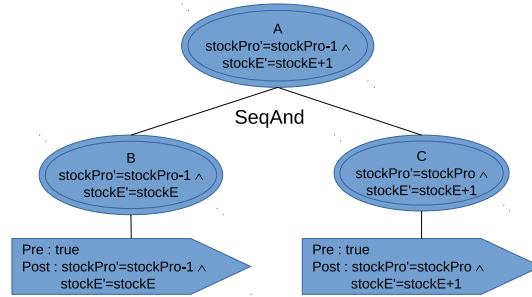 A
stockPro'=stockPro-1 ∧
stockE'=stockE+1
SeqAnd
B
stockPro'=stockPro-1 ∧
stockE'=stockE
C
stockPro'=stockPro ∧
stockE'=stockE+1
Pre : true
Post : stockPro'=stockPro-1 ∧
stockE'=stockE
Pre : true
Post : stockPro'=stockPro ∧
stockE'=stockE+1